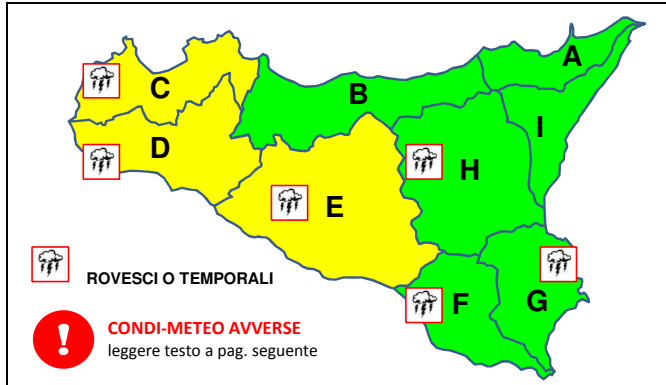 A
C
B
I
D
H
E
ROVESCI O TEMPORALI
F
G
CONDI-METEO AVVERSE
leggere testo a pag. seguente